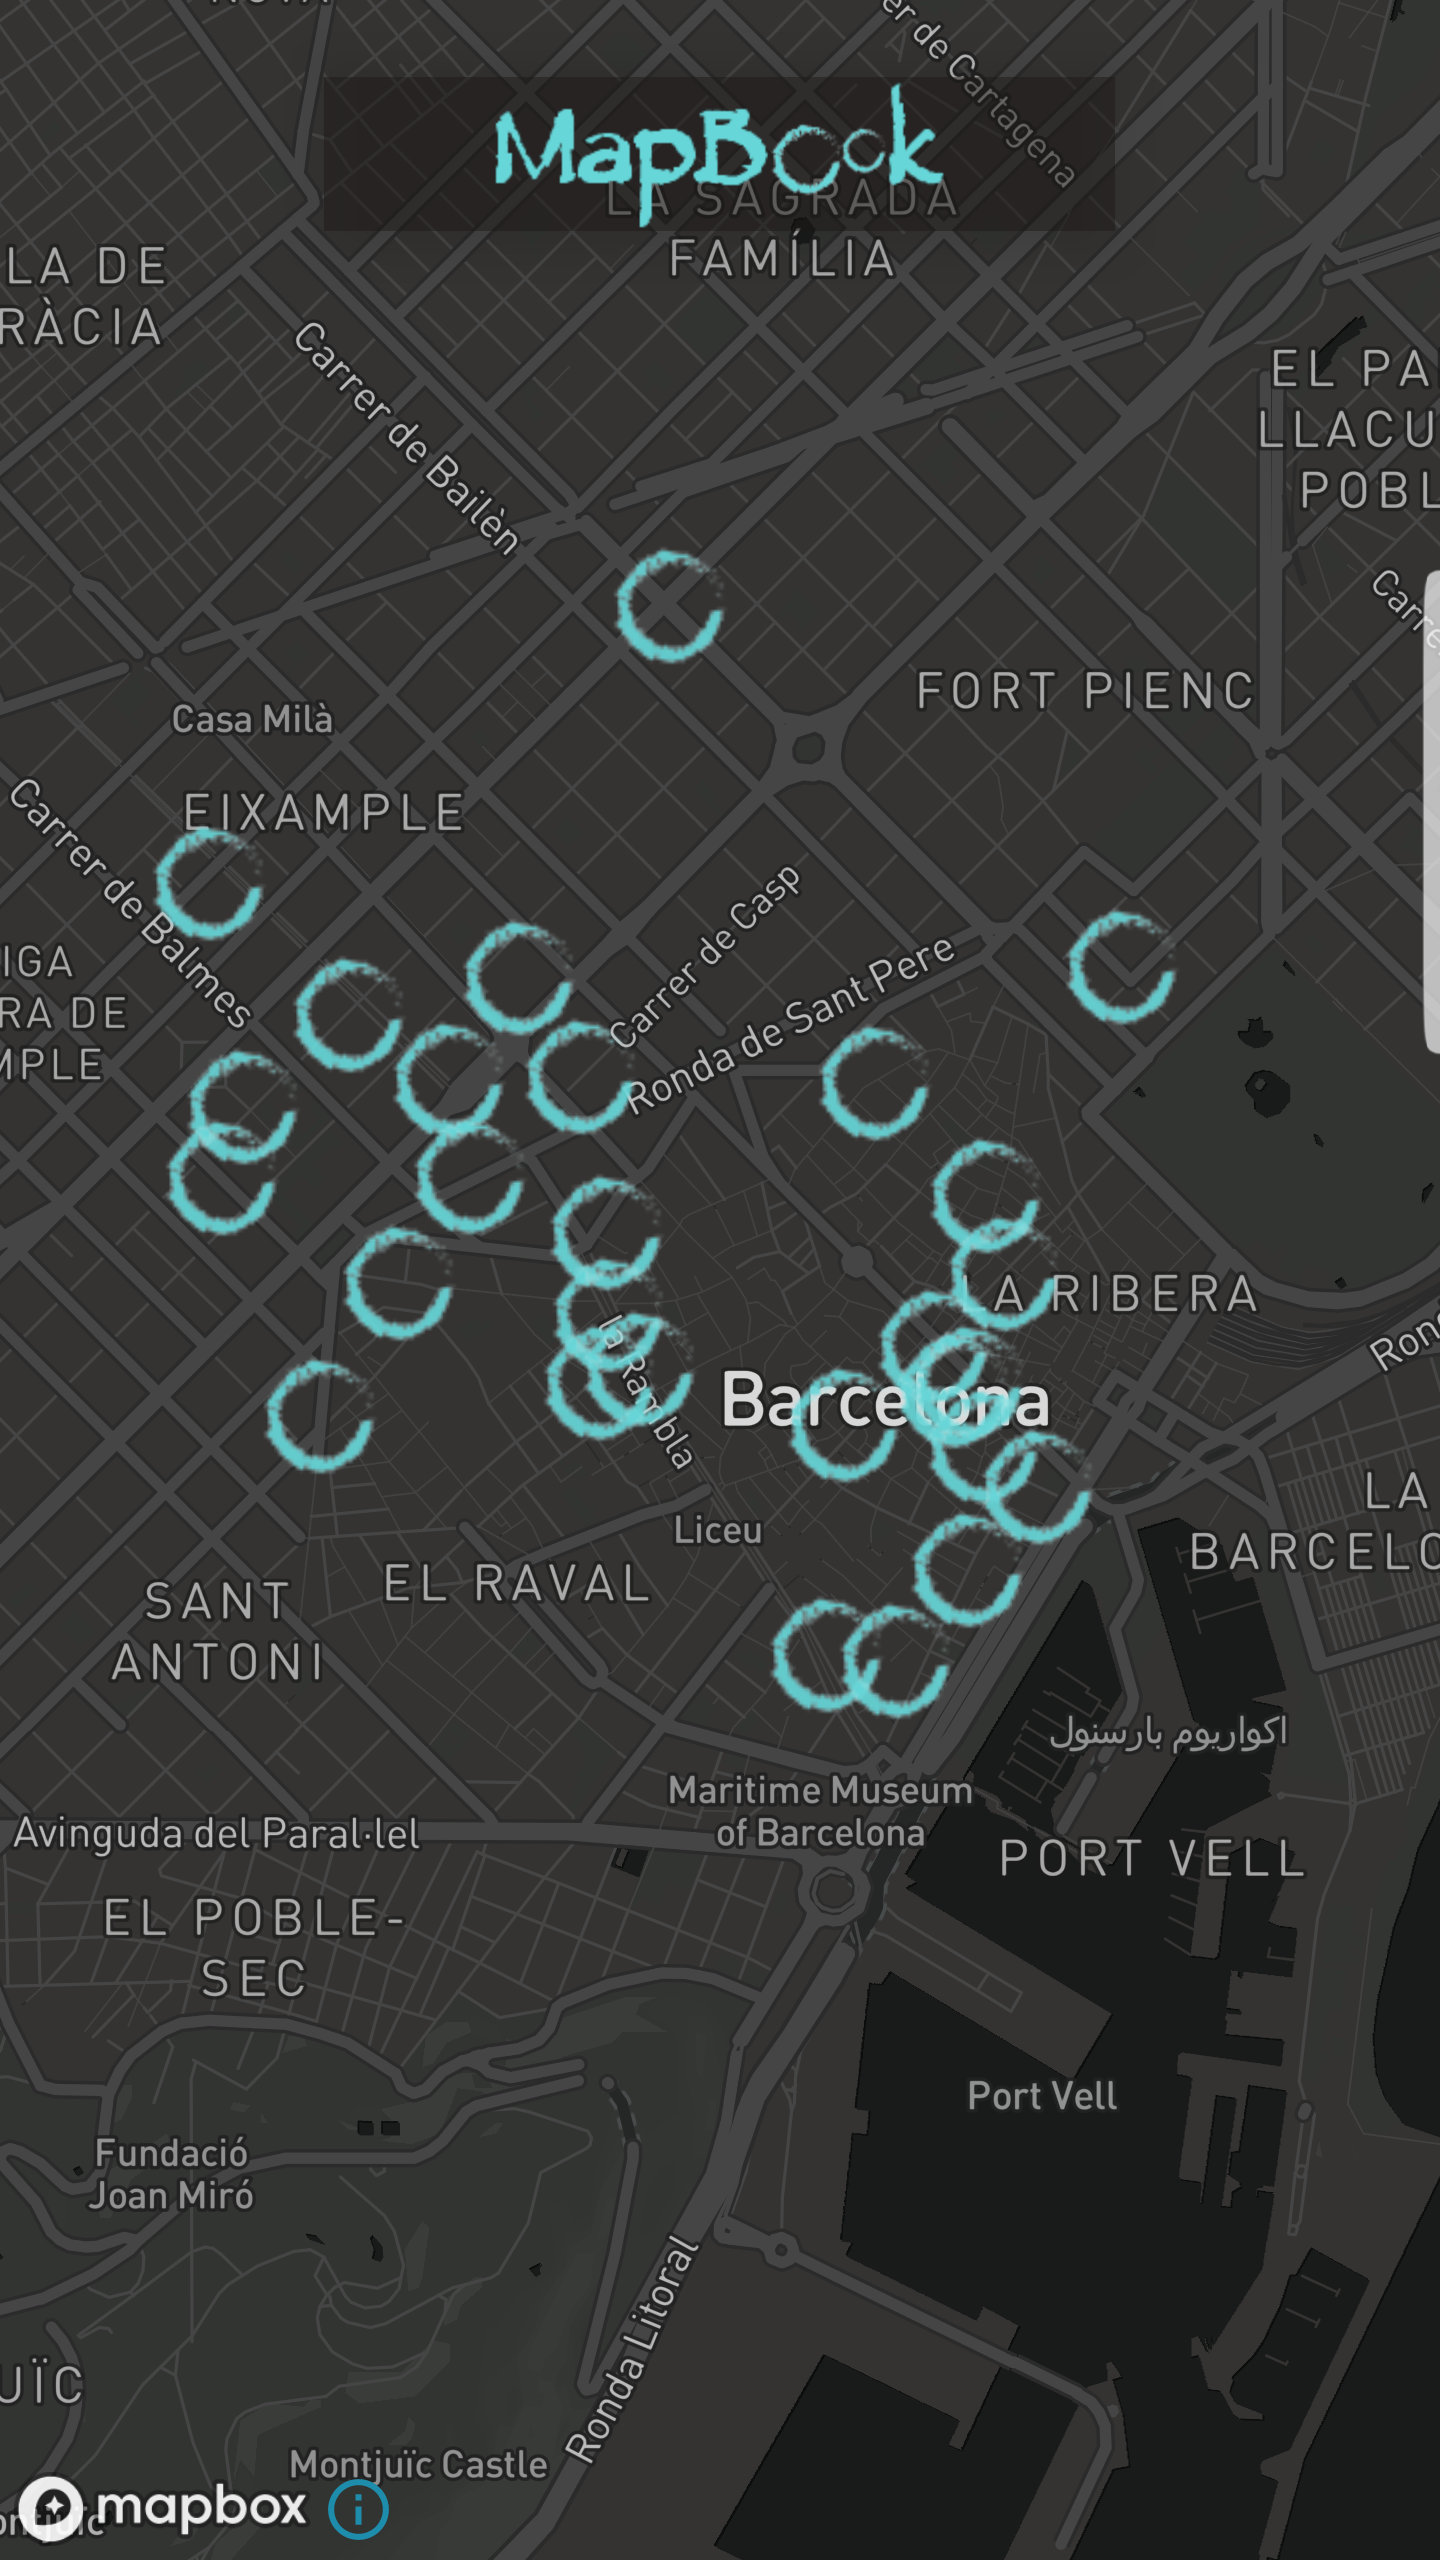 er de Cartagena
MapBook
LA SAGRADA
FAMÍLIA
LA DE
RÀCIA
Carrer de Bailèn
EL PA
LLACU
POBL
Carre
FORT PIENC
Casa Milà
EIXAMPLE
Carrer de Balmes
Carrer de Casp
Ronda de Sant Pere
IGA
RA DE
MPLE
LA RIBERA
Rond
la Rambla
Barcelona
LA
BARCELO
Liceu
EL RAVAL
SANT
ANTONI
اكواريوم بارسنول
Maritime Museum
of Barcelona
PORT VELL
Avinguda del Paral·lel
EL POBLE-
SEC
Port Vell
Fundació
Joan Miró
Ronda Litoral
UÏC
Montjuïc Castle
mapbox
ontjuïc